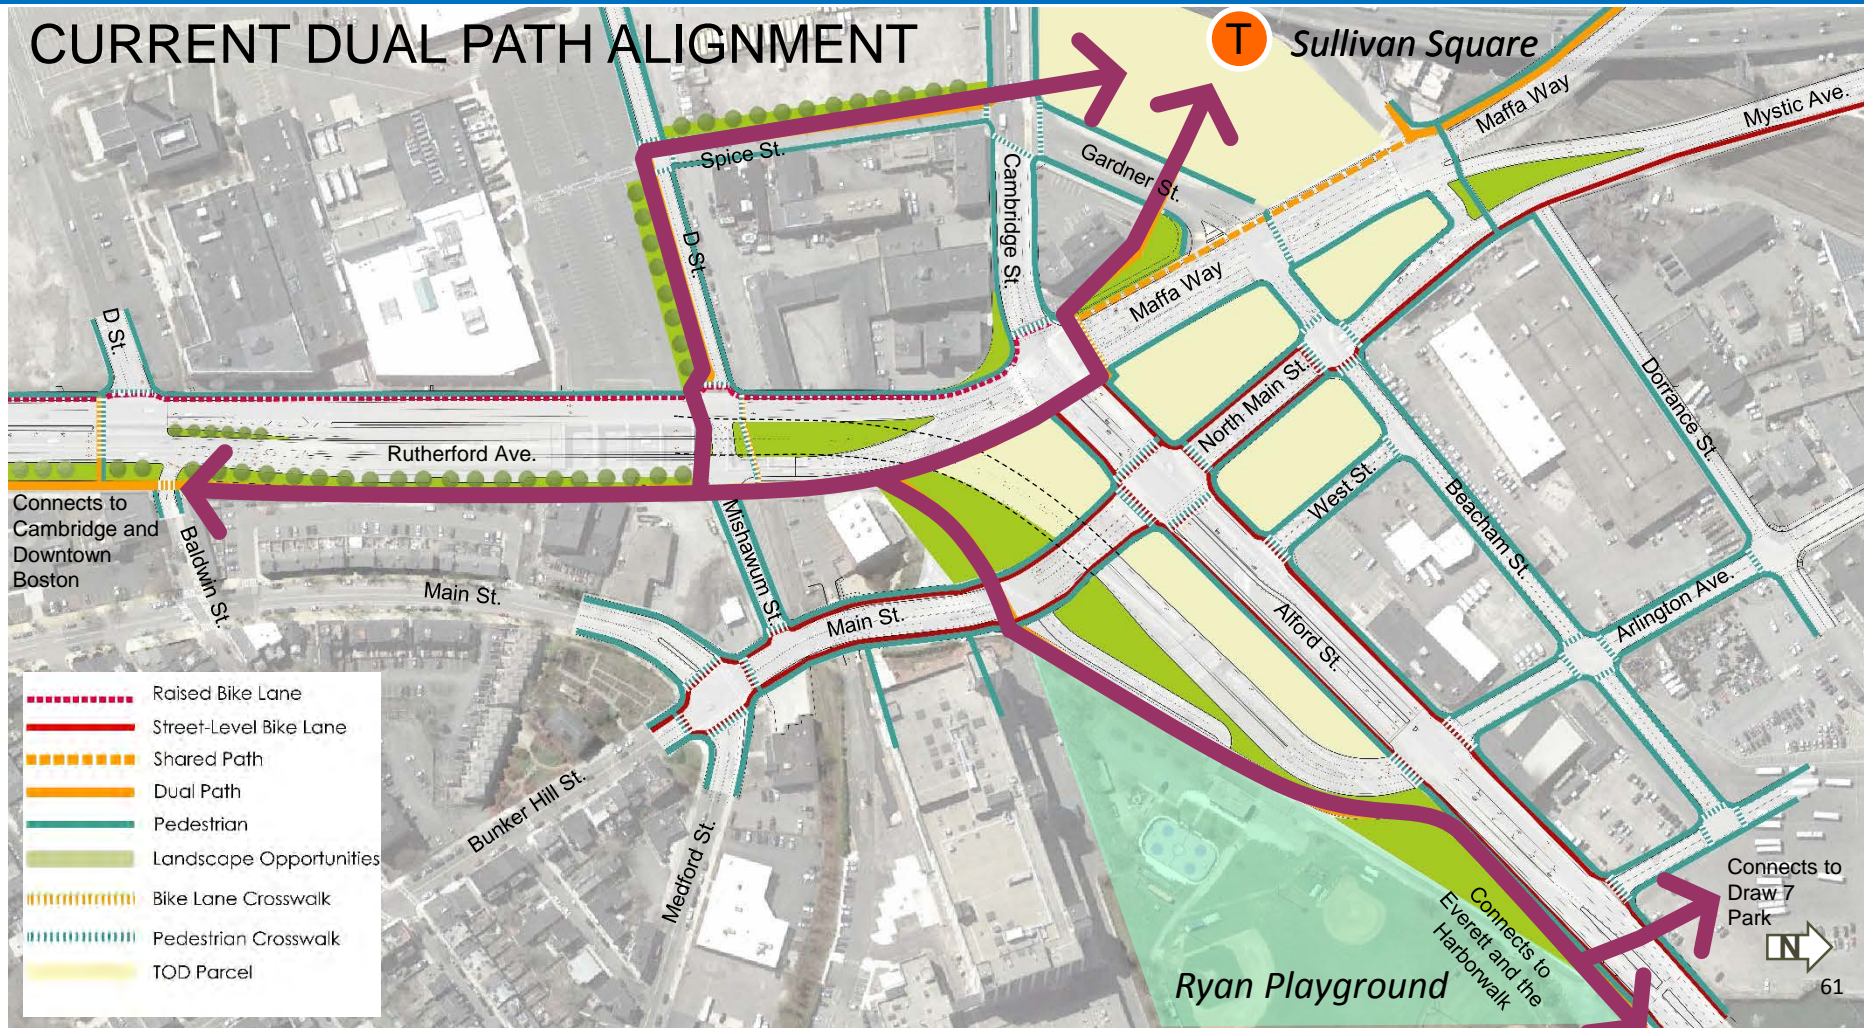 CURRENT DUAL PATH ALIGNMENT
T
Sullivan Square
Maffa Way
Mystic Ave.
Spice St.
Cambridge St.
Gardner St.
D St.
D St.
Maffa Way
North Main St.
Dorrance St.
Rutherford Ave.
West St.
Beacham St.
Connects to
Cambridge and
Downtown
Boston
Baldwin St.
Mishawum St.
Main St.
Main St.
Alford St.
Arlington Ave.
Raised Bike Lane
Street-Level Bike Lane
Shared Path
Dual Path
Pedestrian
Landscape Opportunities
Bike Lane Crosswalk
Pedestrian Crosswalk
TOD Parcel
Bunker Hill St.
Medford St.
Connects to
Everett and the
Harborwalk
Connects to
Draw 7
Park
N
Ryan Playground
61